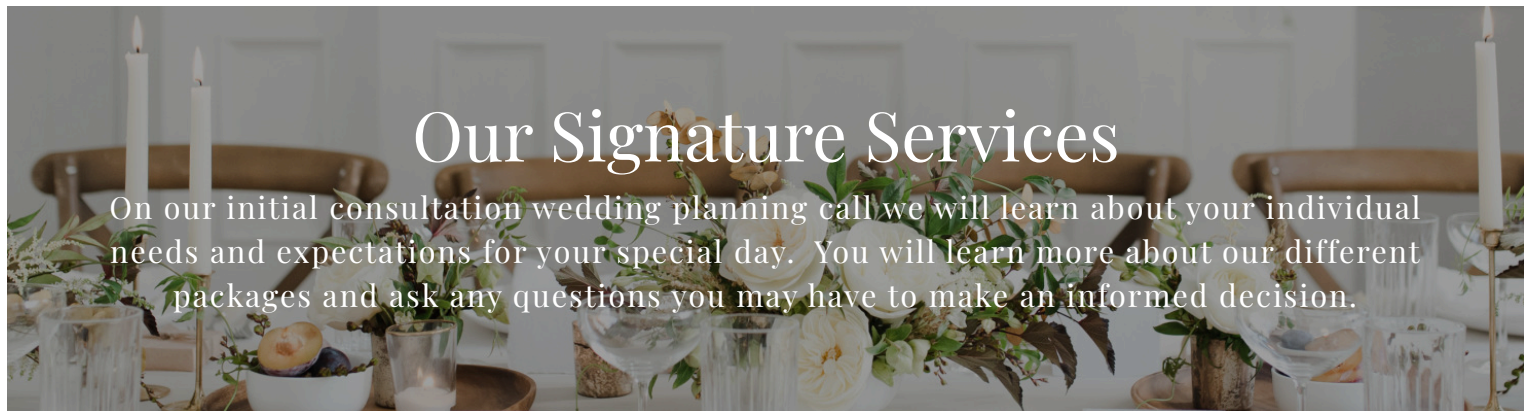 Our Signature Services
On our initial consultation wedding planning call we will learn about your individual
needs and expectations for your special day.  You will learn more about our different
packages and ask any questions you may have to make an informed decision.